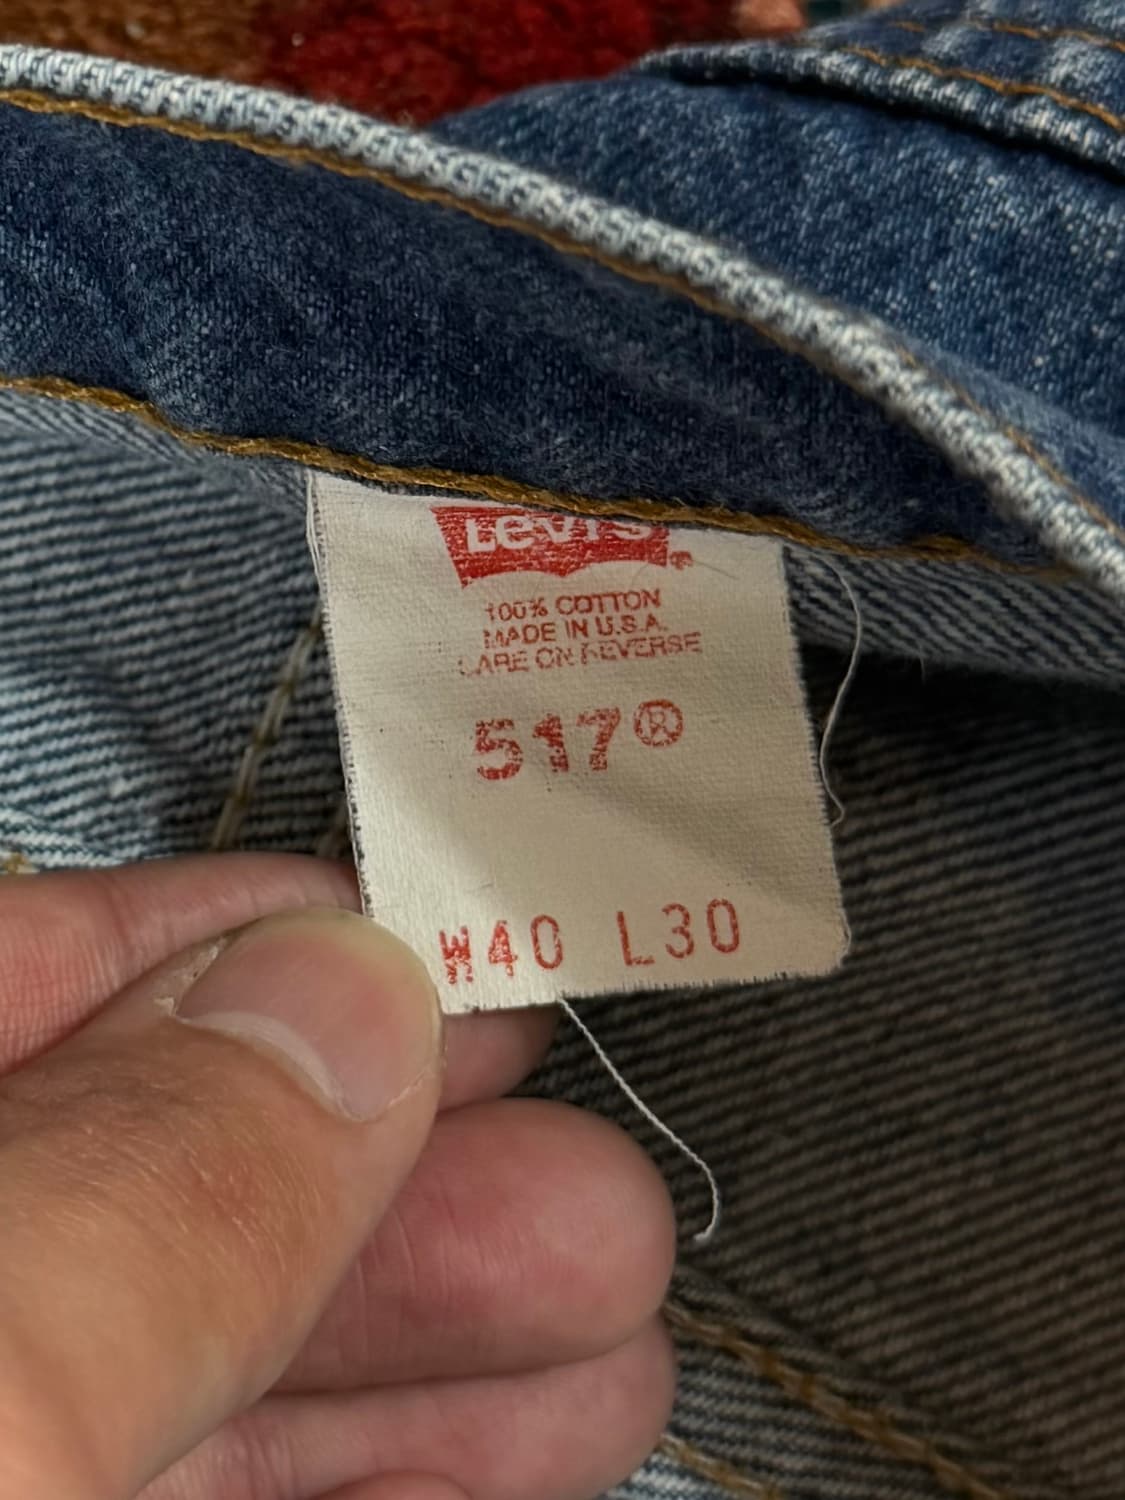 Levi's®
100% COTTON
MADE IN U.S.A.
CARE ON REVERSE
517®
W40 L30